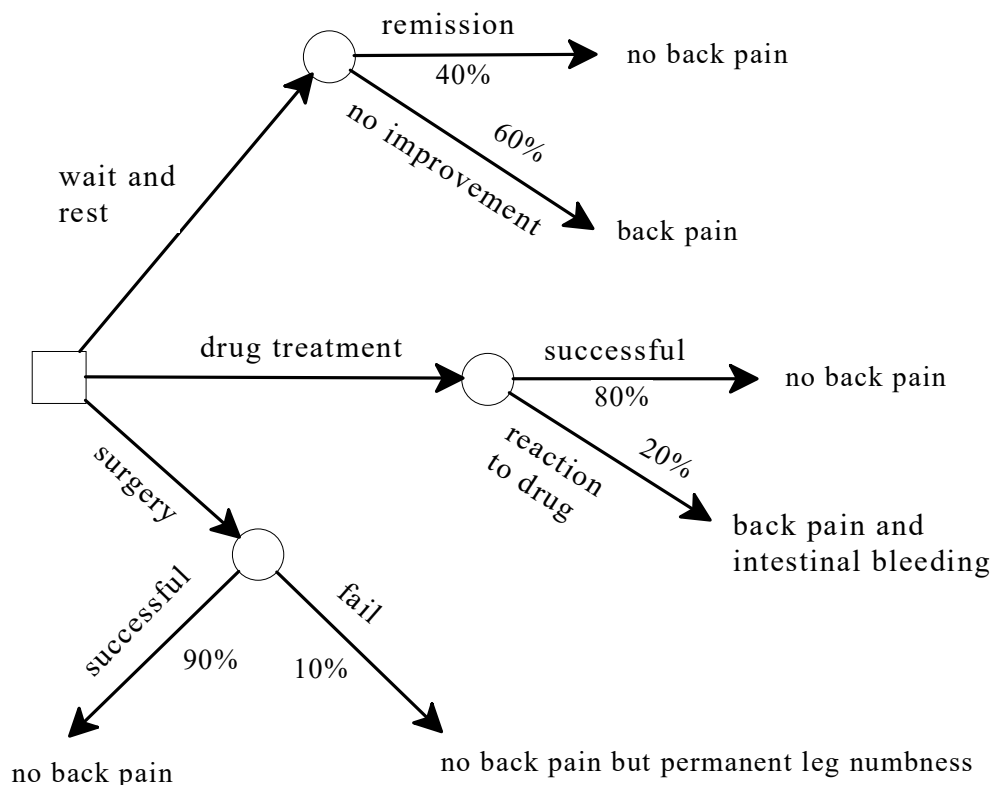 remission
no back pain
40%
60%
no improvement
wait and
rest
back pain
drug treatment
successful
no back pain
80%
reaction
to drug
20%
back pain and
intestinal bleeding
surgery
successful
90%
fail
10%
no back pain
no back pain but permanent leg numbness